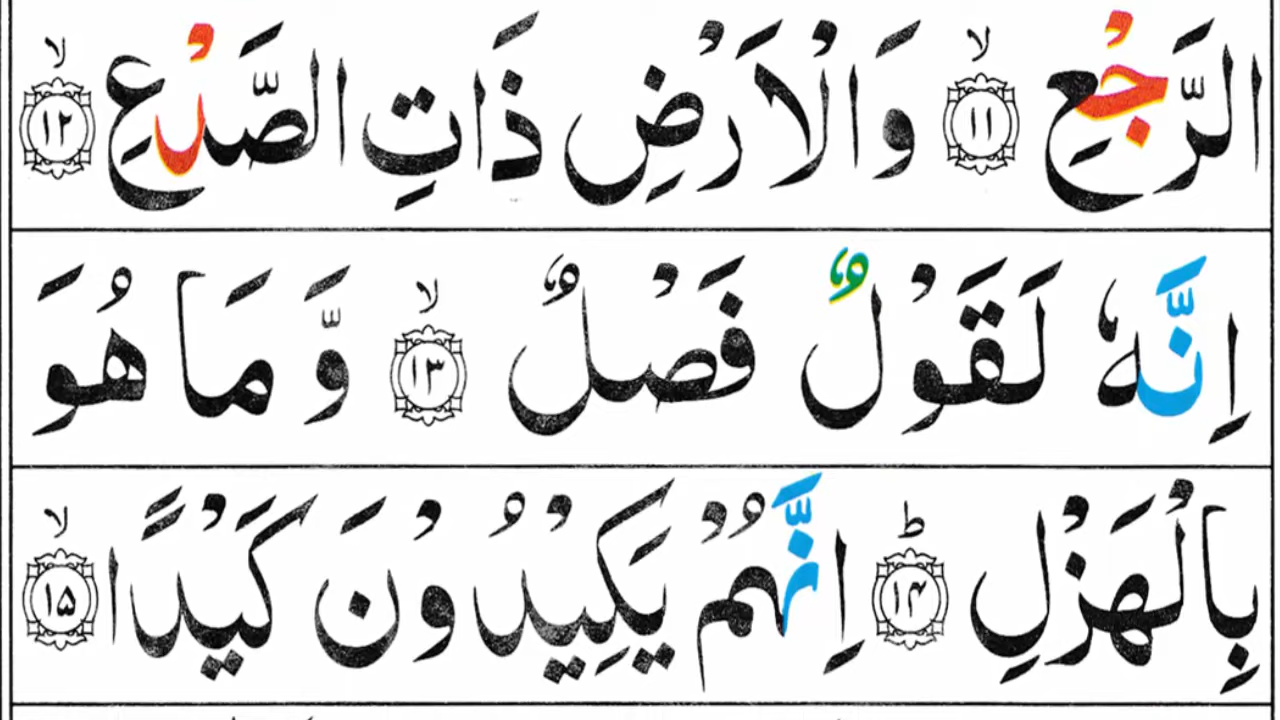 الرَّجْعِ ۙ﴿۱۱﴾ وَالْاَرْضِ ذَاتِ الصَّدْعِ ۙ﴿۱۲﴾
اِنَّهٗ لَقَوْلٌ فَصْلٌ ۙ﴿۱۳﴾ وَّمَا هُوَ
بِالْهَزْلِ ؕ﴿۱۴﴾ اِنَّهُمْ يَكِيْدُوْنَ كَيْدًا ۙ﴿۱۵﴾